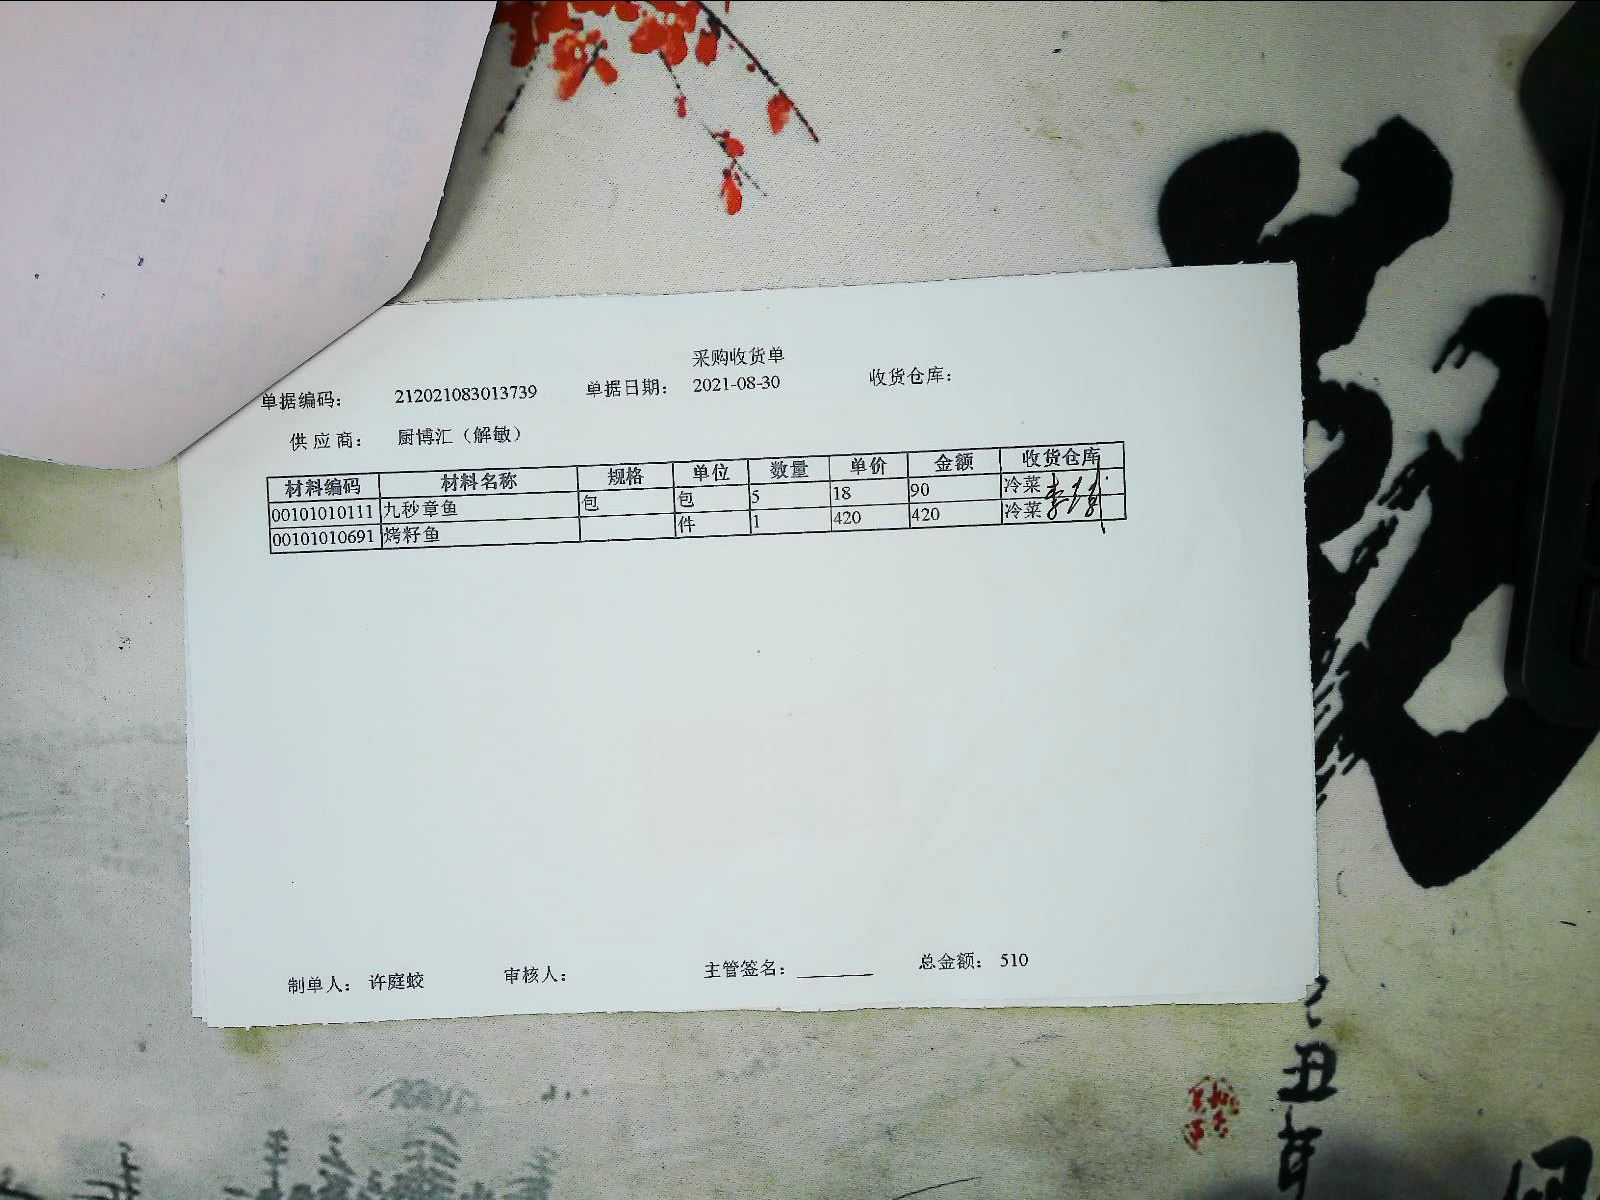 采购收货单
单据编码： 212021083013739 单据日期： 2021-08-30 收货仓库：
供应商： 厨博汇（解敏）
材料编码 材料名称 规格 单位 数量 单价 金额 收货仓库
00101010111 九秒章鱼 包 包 5 18 90 冷菜
00101010691 烤籽鱼 件 1 420 420 冷菜
制单人： 许庭蛟 审核人： 主管签名： 总金额： 510
丑